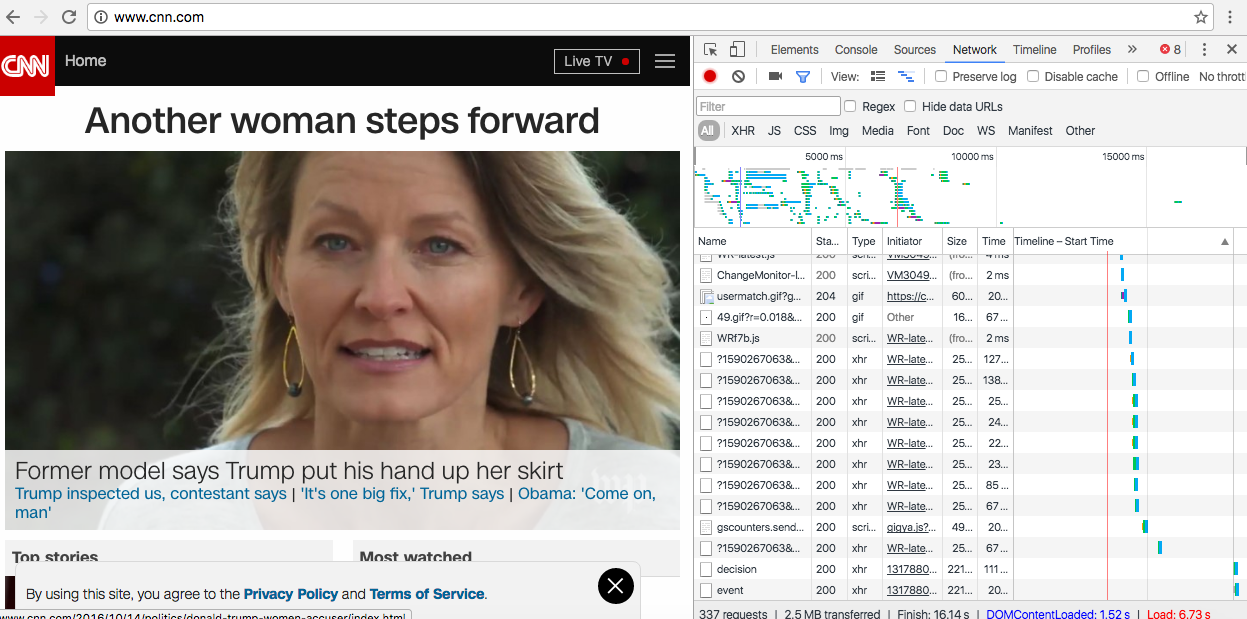 www.cnn.com
CNN
Home
Live TV
Another woman steps forward
Former model says Trump put his hand up her skirt
Trump inspected us, contestant says | 'It's one big fix,' Trump says | Obama: 'Come on,
man'
Top stories
Most watched
By using this site, you agree to the Privacy Policy and Terms of Service.
www.cnn.com/2016/10/14/politics/donald-trump-women-accuser/index.html
Elements Console Sources Network Timeline Profiles » 8
View: Preserve log Disable cache Offline No thrott
Filter Regex Hide data URLs
All XHR JS CSS Img Media Font Doc WS Manifest Other
5000 ms 10000 ms 15000 ms
Name Sta... Type Initiator Size Time Timeline – Start Time
WR-latest.js 200 scri... VM3049... (fro... 4 ms
ChangeMonitor-l... 200 scri... VM3049... (fro... 2 ms
usermatch.gif?g... 204 gif https://c... 60... 20...
49.gif?r=0.018&... 200 gif Other 16... 67...
WRf7b.js 200 scri... WR-late... (fro... 2 ms
?1590267063&... 200 xhr WR-late... 25... 127...
?1590267063&... 200 xhr WR-late... 25... 138...
?1590267063&... 200 xhr WR-late... 25... 25...
?1590267063&... 200 xhr WR-late... 25... 24...
?1590267063&... 200 xhr WR-late... 25... 22...
?1590267063&... 200 xhr WR-late... 25... 23...
?1590267063&... 200 xhr WR-late... 25... 85...
?1590267063&... 200 xhr WR-late... 25... 67...
gscounters.send... 200 scri... gigya.js?... 49... 20...
?1590267063&... 200 xhr WR-late... 25... 67...
decision 200 xhr 1317880... 221... 111...
event 200 xhr 1317880... 221... 20...
337 requests | 2.5 MB transferred | Finish: 16.14 s | DOMContentLoaded: 1.52 s | Load: 6.73 s